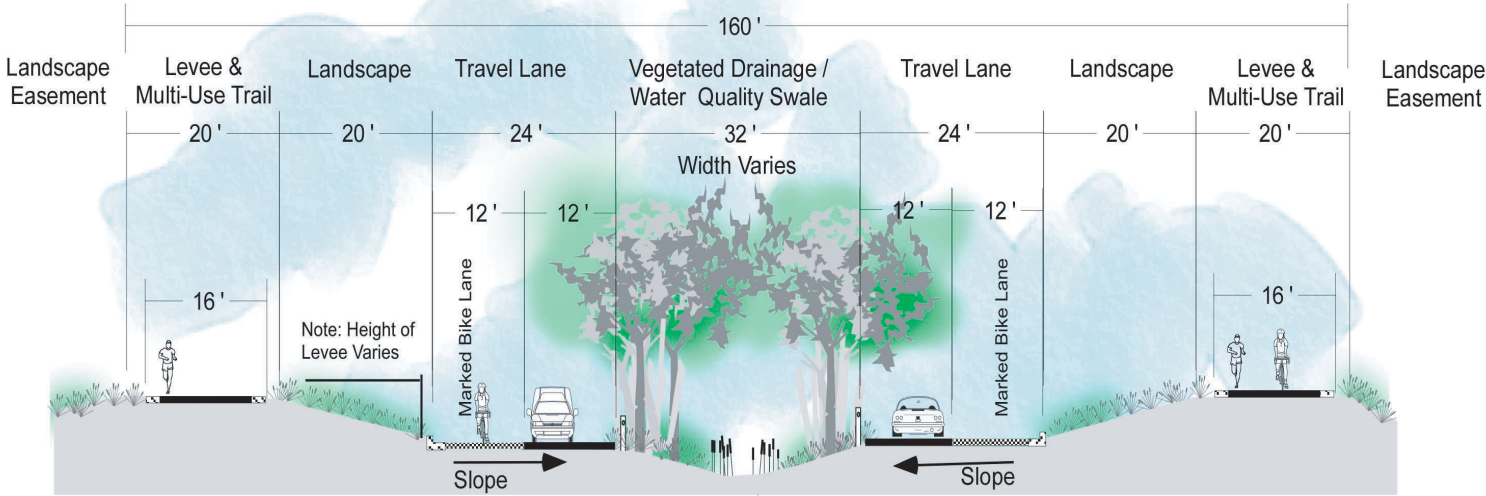 160 '
Landscape
Easement
Levee &
Multi-Use Trail
Landscape
Travel Lane
Vegetated Drainage /
Water Quality Swale
Travel Lane
Landscape
Levee &
Multi-Use Trail
Landscape
Easement
20 '
20 '
24 '
32 '
24 '
20 '
20 '
Width Varies
12 '
12 '
12 '
12 '
Marked Bike Lane
Marked Bike Lane
16 '
16 '
Note: Height of
Levee Varies
Slope
Slope